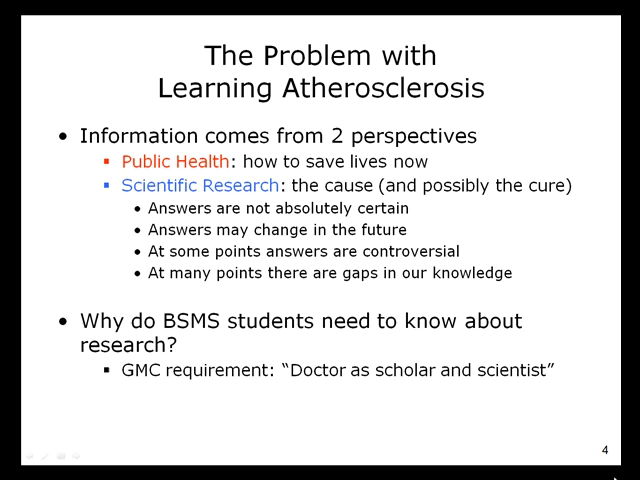 The Problem with
Learning Atherosclerosis
• Information comes from 2 perspectives
▪ Public Health: how to save lives now
▪ Scientific Research: the cause (and possibly the cure)
• Answers are not absolutely certain
• Answers may change in the future
• At some points answers are controversial
• At many points there are gaps in our knowledge
• Why do BSMS students need to know about
research?
▪ GMC requirement: “Doctor as scholar and scientist”
4